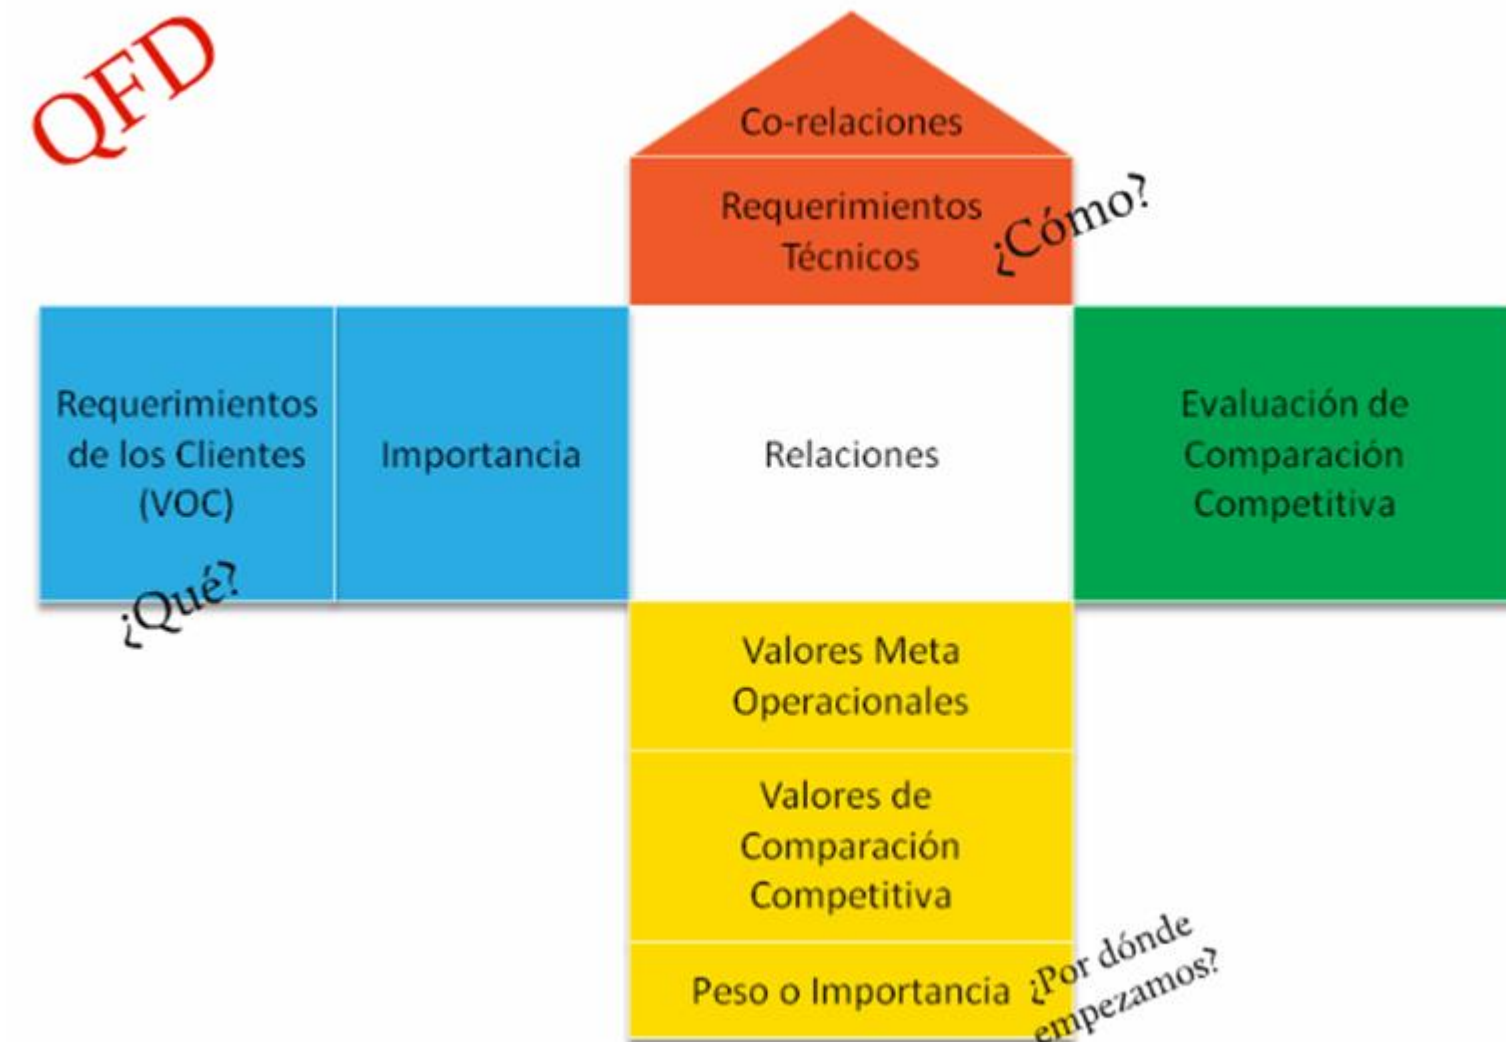 QFD
Co-relaciones
Requerimientos
Técnicos
¿Cómo?
Requerimientos
de los Clientes
(VOC)
¿Qué?
Importancia
Relaciones
Evaluación de
Comparación
Competitiva
Valores Meta
Operacionales
Valores de
Comparación
Competitiva
Peso o Importancia
¿Por dónde
empezamos?